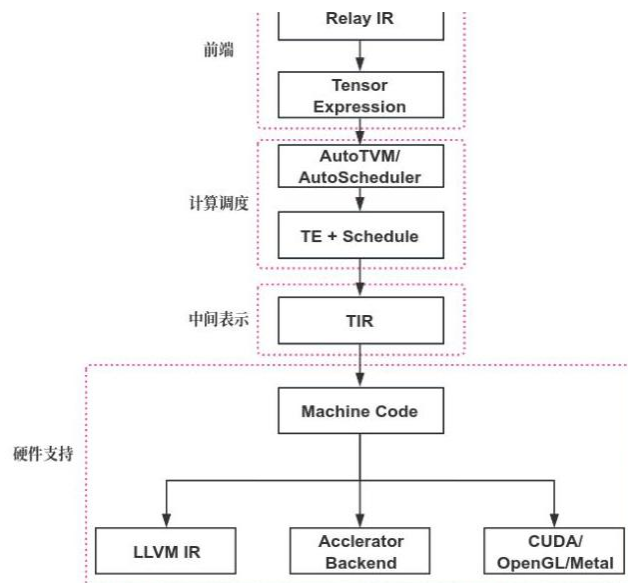 Relay IR
前端
Tensor
Expression
AutoTVM/
AutoScheduler
计算调度
TE + Schedule
中间表示
TIR
Machine Code
硬件支持
LLVM IR
Acclerator
Backend
CUDA/
OpenGL/Metal